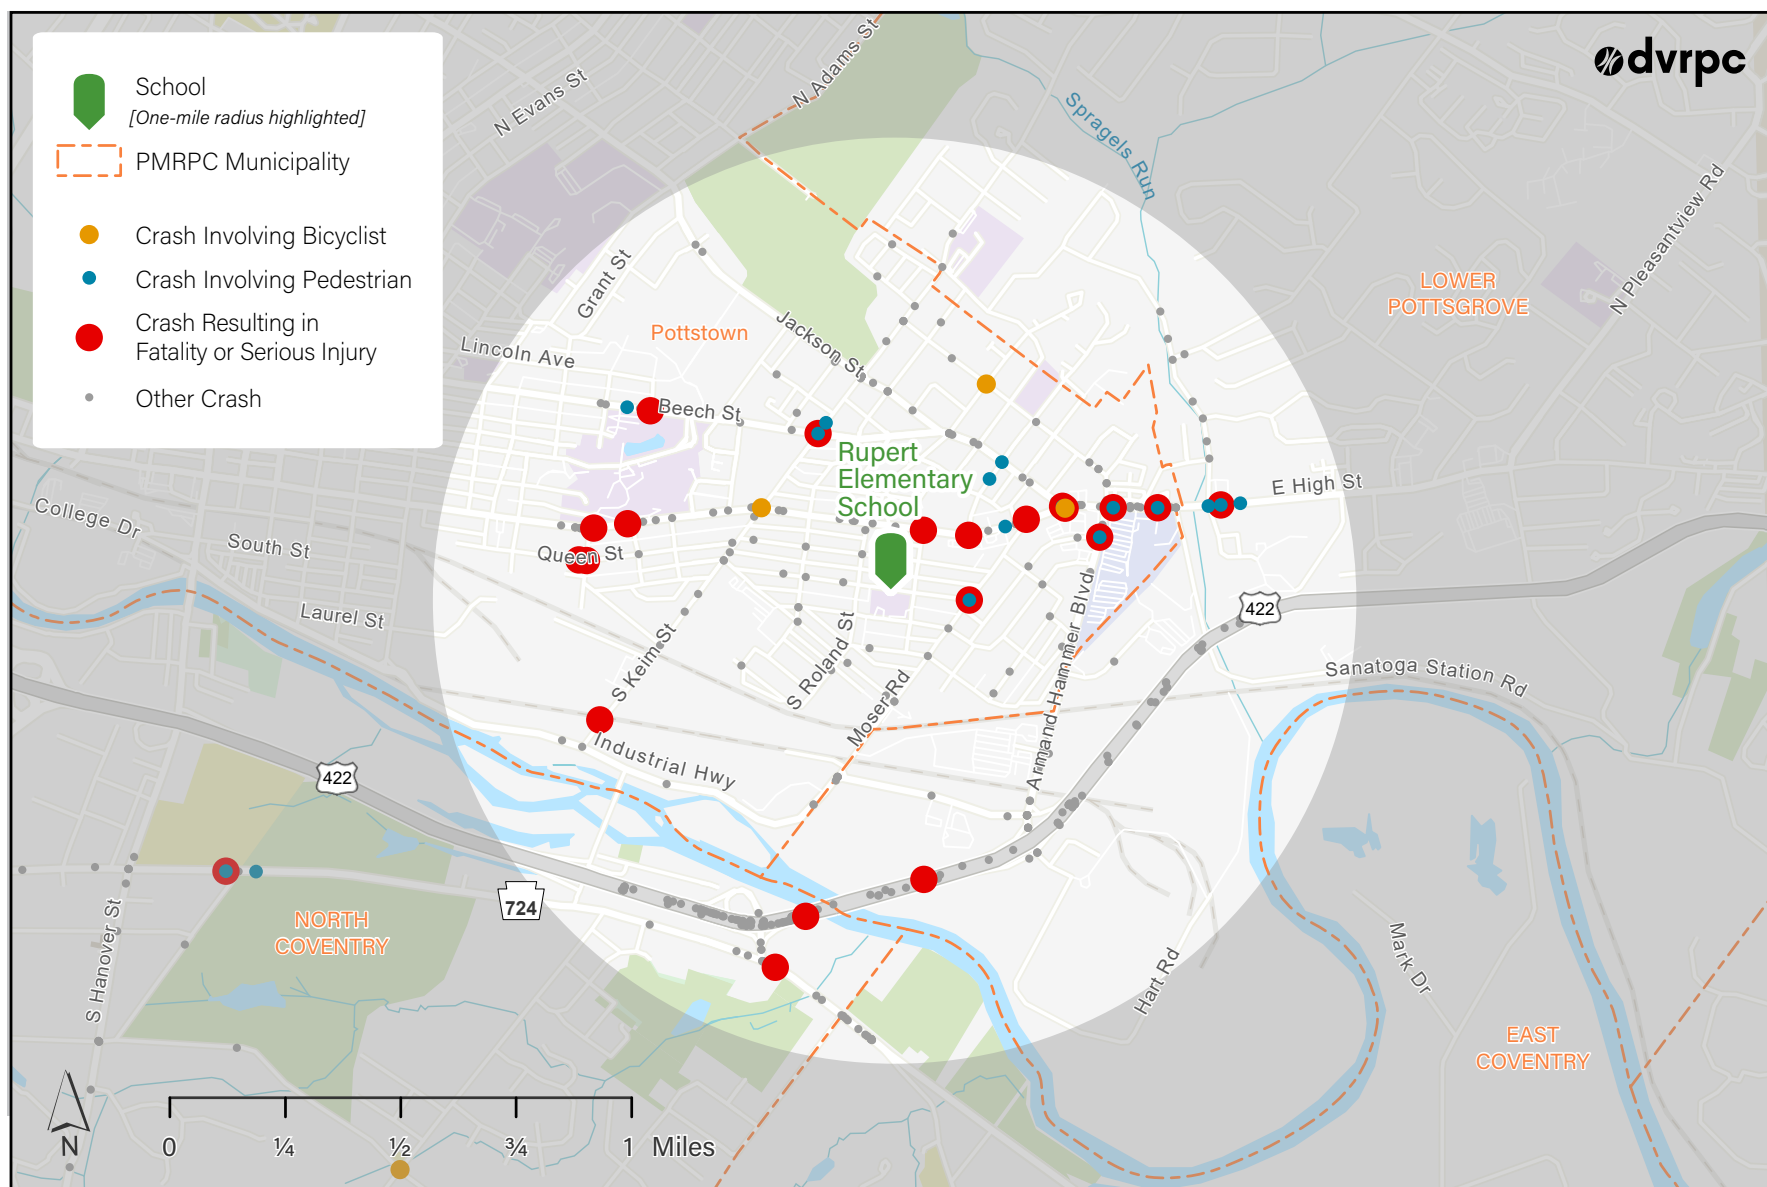 School
[One-mile radius highlighted]
PMRPC Municipality
Crash Involving Bicyclist
Crash Involving Pedestrian
Crash Resulting in
Fatality or Serious Injury
Other Crash
dvrpc
N Adams St
N Evans St
Spragels Run
N Pleasantview Rd
Grant St
LOWER
POTTSGROVE
Pottstown
Jackson St
Lincoln Ave
Beech St
Rupert
Elementary
School
E High St
College Dr
South St
Queen St
Laurel St
422
S Keim St
S Roland St
Moser Rd
Armand Hammer Blvd
Sanatoga Station Rd
Industrial Hwy
422
724
NORTH
COVENTRY
S Hanover St
Hart Rd
Mark Dr
EAST
COVENTRY
N
0 ¼ ½ ¾ 1 Miles